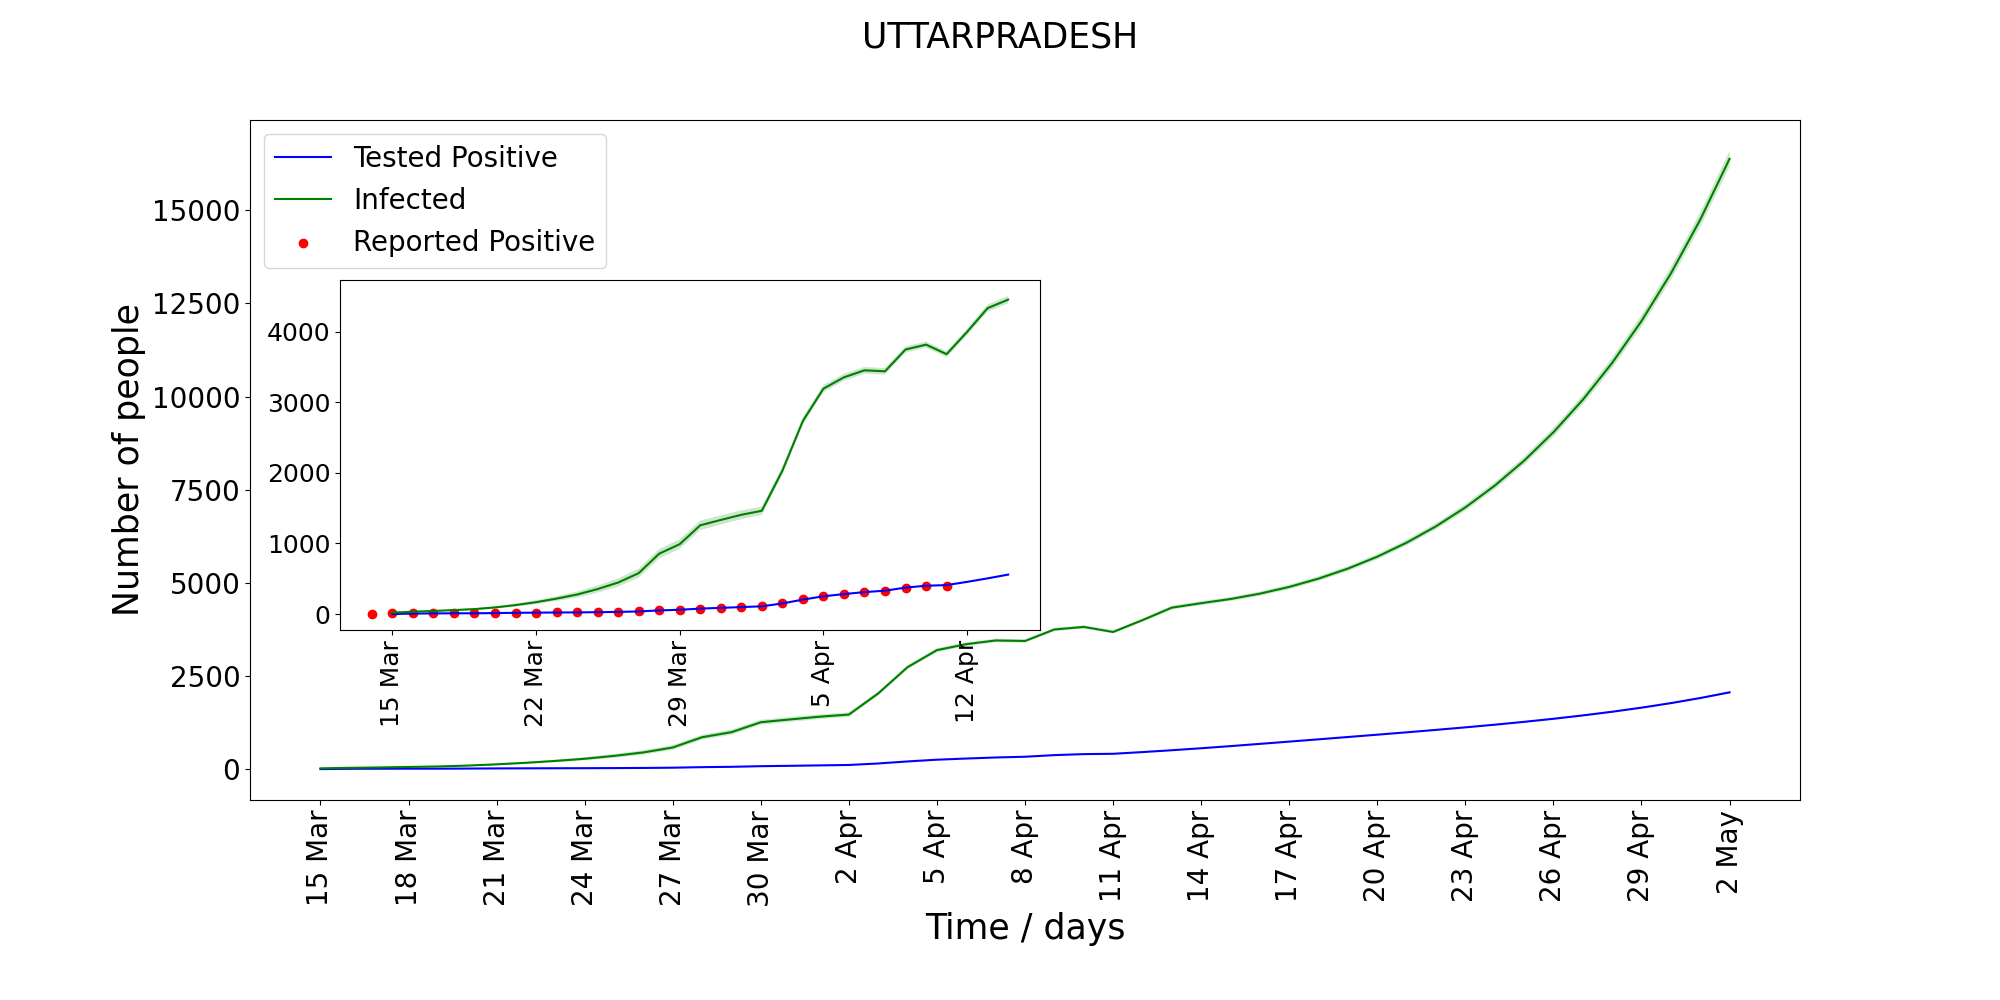 UTTARPRADESH
Tested Positive
Infected
Reported Positive
Number of people
15000
12500
10000
7500
5000
2500
0
4000
3000
2000
1000
0
15 Mar
22 Mar
29 Mar
5 Apr
12 Apr
15 Mar
18 Mar
21 Mar
24 Mar
27 Mar
30 Mar
2 Apr
5 Apr
8 Apr
11 Apr
14 Apr
17 Apr
20 Apr
23 Apr
26 Apr
29 Apr
2 May
Time / days